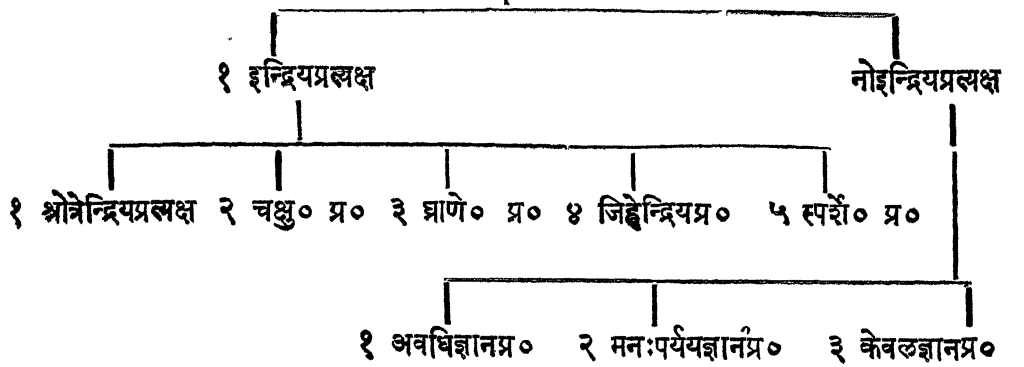 १ इन्द्रियप्रत्यक्ष नोइन्द्रियप्रत्यक्ष
१ श्रोत्रेन्द्रियप्रत्यक्ष २ चक्षु० प्र० ३ घ्राणे० प्र० ४ जिह्वेन्द्रियप्र० ५ स्पर्शे० प्र०
१ अवधिज्ञानप्र० २ मनःपर्ययज्ञानप्र० ३ केवलज्ञानप्र०